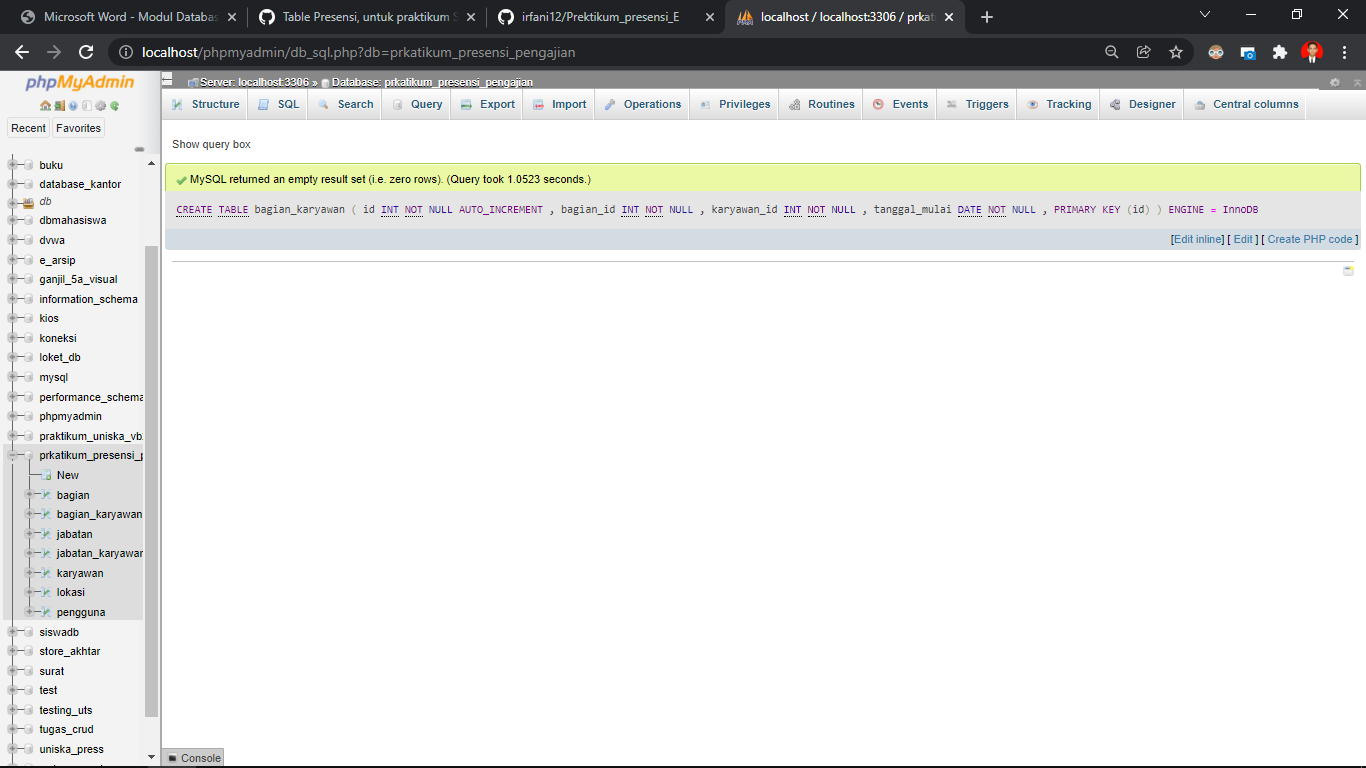 Microsoft Word - Modul Databas
Table Presensi, untuk praktikum S
irfani12/Prektikum_presensi_E
localhost / localhost:3306 / prkat
localhost/phpmyadmin/db_sql.php?db=prkatikum_presensi_pengajian
phpMyAdmin
Server: localhost:3306 » Database: prkatikum_presensi_pengajian
Structure SQL Search Query Export Import Operations Privileges Routines Events Triggers Tracking Designer Central columns
Recent Favorites
Show query box
MySQL returned an empty result set (i.e. zero rows). (Query took 1.0523 seconds.)
CREATE TABLE bagian_karyawan ( id INT NOT NULL AUTO_INCREMENT , bagian_id INT NOT NULL , karyawan_id INT NOT NULL , tanggal_mulai DATE NOT NULL , PRIMARY KEY (id) ) ENGINE = InnoDB
[Edit inline] [ Edit ] [ Create PHP code ]
buku
database_kantor
db
dbmahasiswa
dvwa
e_arsip
ganjil_5a_visual
information_schema
kios
koneksi
loket_db
mysql
performance_schema
phpmyadmin
praktikum_uniska_vb
prkatikum_presensi_p
New
bagian
bagian_karyawan
jabatan
jabatan_karyawan
karyawan
lokasi
pengguna
siswadb
store_akhtar
surat
test
testing_uts
tugas_crud
uniska_press
Console